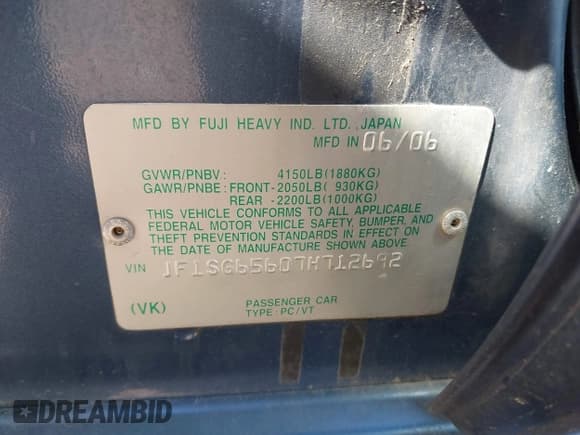 MFD BY FUJI HEAVY IND. LTD. JAPAN
MFD IN 06/06
GVWR/PNBV: 4150LB(1880KG)
GAWR/PNBE: FRONT-2050LB( 930KG)
REAR -2200LB(1000KG)
THIS VEHICLE CONFORMS TO ALL APPLICABLE
FEDERAL MOTOR VEHICLE SAFETY, BUMPER, AND
THEFT PREVENTION STANDARDS IN EFFECT ON
THE DATE OF MANUFACTURE SHOWN ABOVE.
VIN JF1SG65607H712692
(VK) PASSENGER CAR
TYPE: PC/VT
DREAMBID